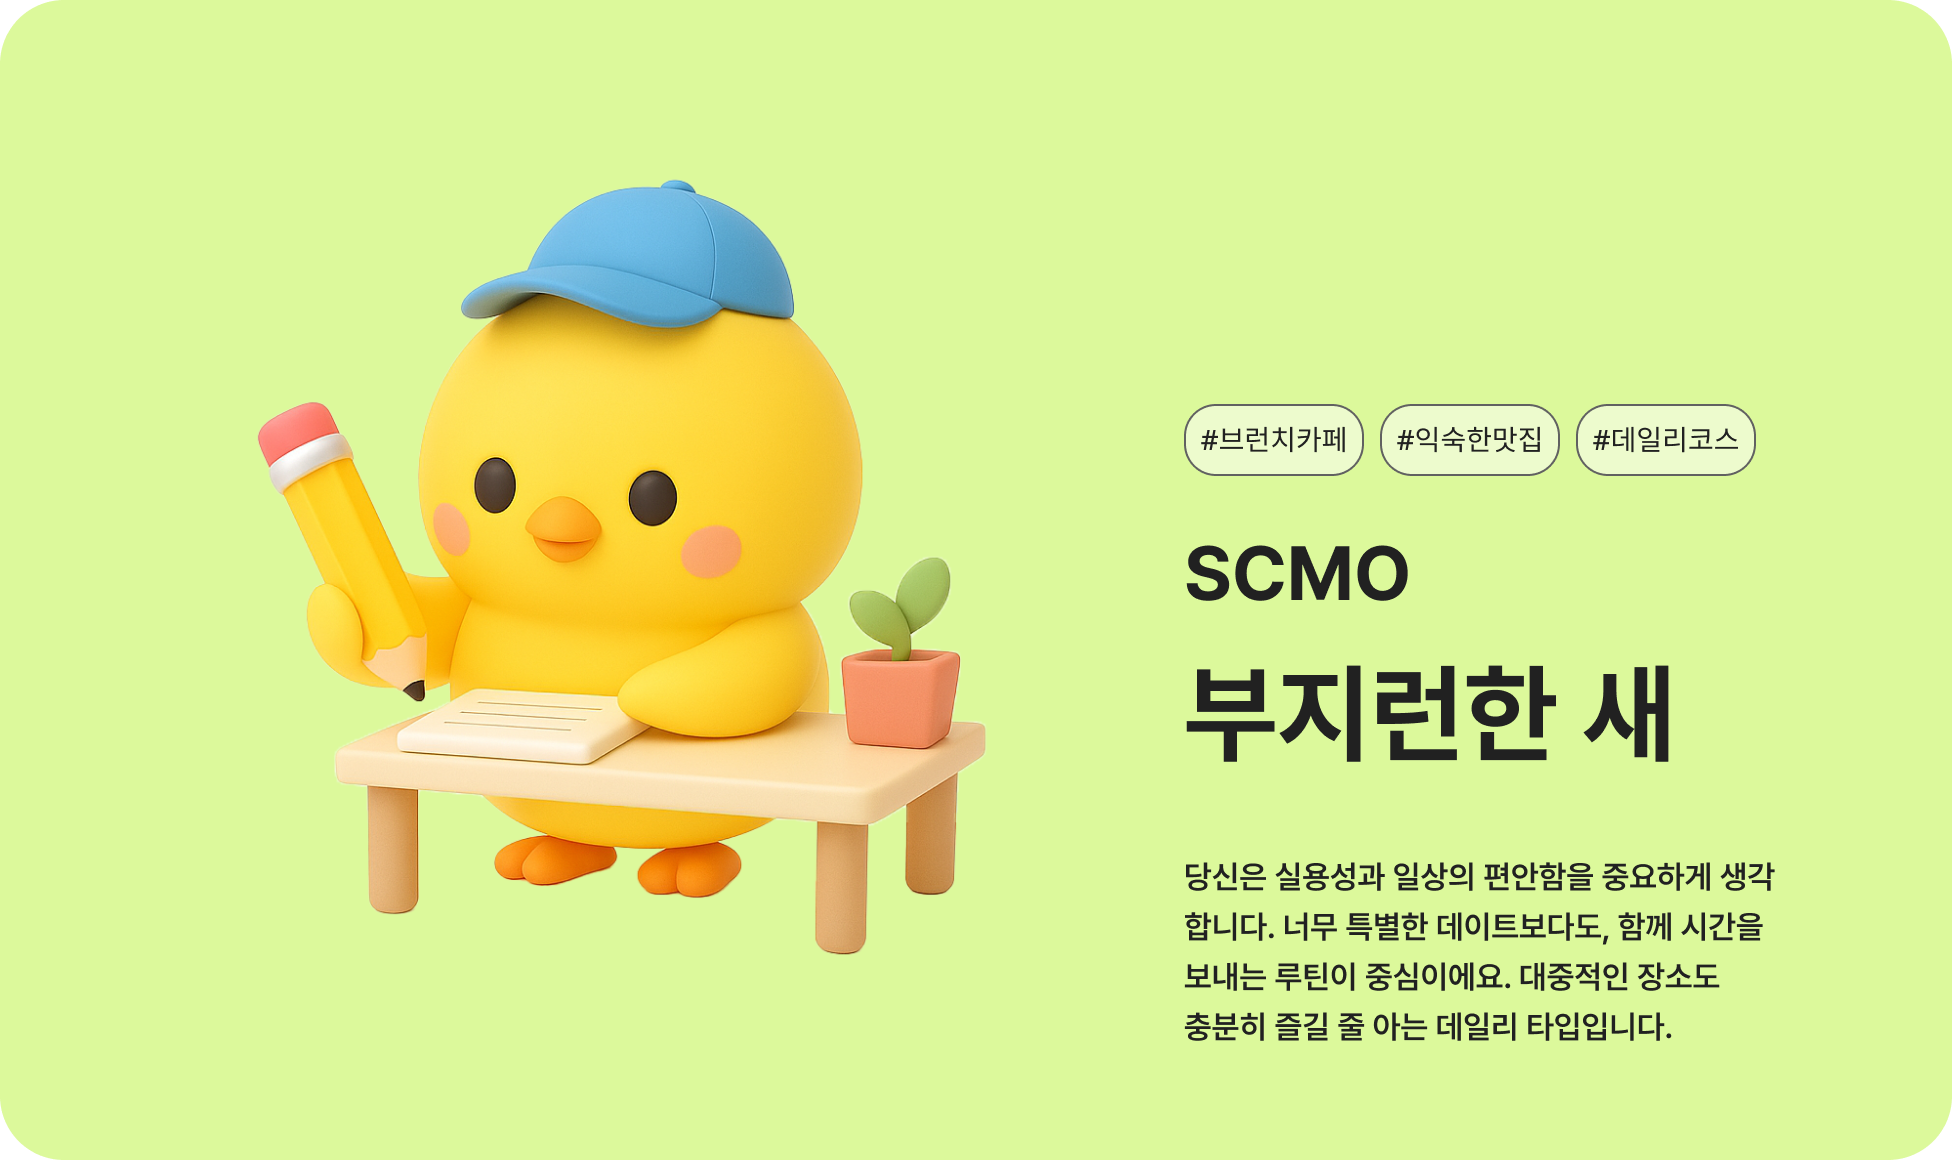 #브런치카페 #익숙한맛집 #데일리코스
SCMO
부지런한 새
당신은 실용성과 일상의 편안함을 중요하게 생각
합니다. 너무 특별한 데이트보다도, 함께 시간을
보내는 루틴이 중심이에요. 대중적인 장소도
충분히 즐길 줄 아는 데일리 타입입니다.